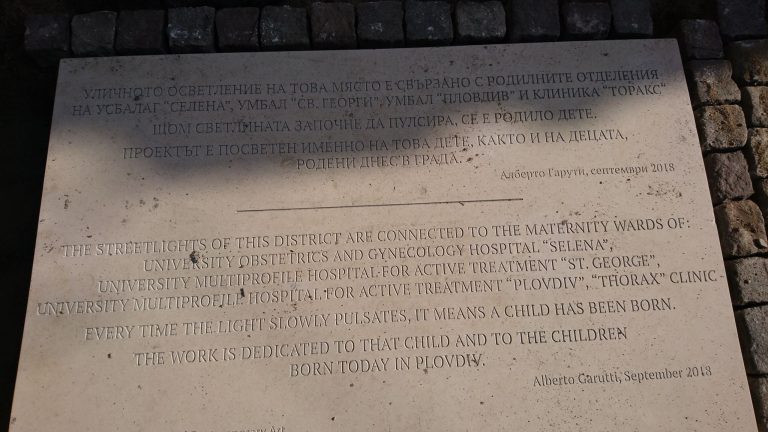 УЛИЧНОТО ОСВЕТЛЕНИЕ НА ТОВА МЯСТО Е СВЪРЗАНО С РОДИЛНИТЕ ОТДЕЛЕНИЯ
НА УСБАЛАГ "СЕЛЕНА", УМБАЛ "СВ. ГЕОРГИ", УМБАЛ "ПЛОВДИВ" И КЛИНИКА "ТОРАКС"
ЩОМ СВЕТЛИНАТА ЗАПОЧНЕ ДА ПУЛСИРА, СЕ Е РОДИЛО ДЕТЕ.
ПРОЕКТЪТ Е ПОСВЕТЕН ИМЕННО НА ТОВА ДЕТЕ, КАКТО И НА ДЕЦАТА,
РОДЕНИ ДНЕС В ГРАДА.
Алберто Гарути, септември 2018
THE STREETLIGHTS OF THIS DISTRICT ARE CONNECTED TO THE MATERNITY WARDS OF:
UNIVERSITY OBSTETRICS AND GYNECOLOGY HOSPITAL "SELENA",
UNIVERSITY MULTIPROFILE HOSPITAL FOR ACTIVE TREATMENT "ST. GEORGE",
UNIVERSITY MULTIPROFILE HOSPITAL FOR ACTIVE TREATMENT "PLOVDIV", "THORAX" CLINIC -
EVERY TIME THE LIGHT SLOWLY PULSATES, IT MEANS A CHILD HAS BEEN BORN.
THE WORK IS DEDICATED TO THAT CHILD AND TO THE CHILDREN
BORN TODAY IN PLOVDIV.
Alberto Garutti, September 2018
Art